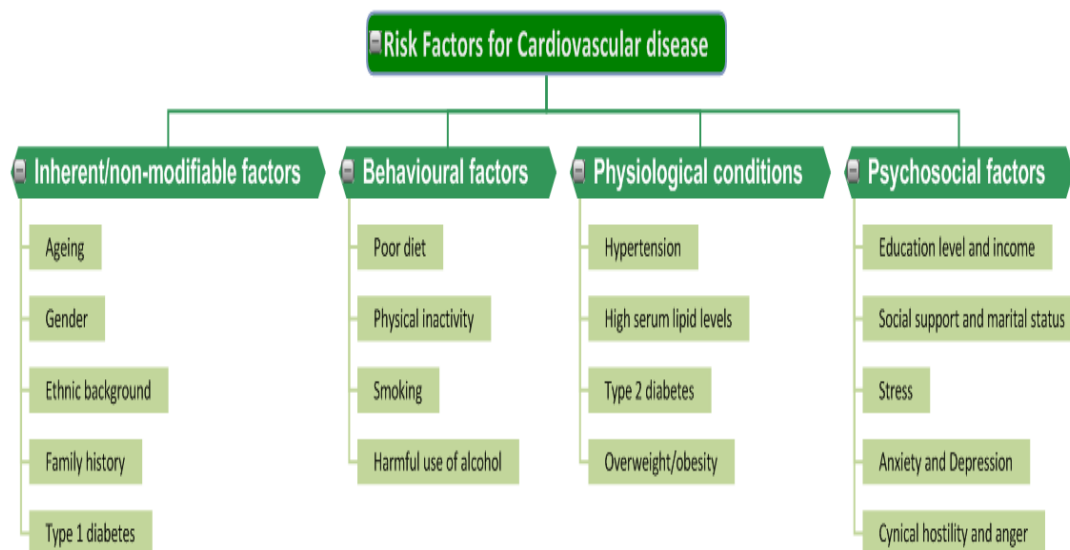 Risk Factors for Cardiovascular disease
Inherent/non-modifiable factors
Ageing
Gender
Ethnic background
Family history
Type 1 diabetes
Behavioural factors
Poor diet
Physical inactivity
Smoking
Harmful use of alcohol
Physiological conditions
Hypertension
High serum lipid levels
Type 2 diabetes
Overweight/obesity
Psychosocial factors
Education level and income
Social support and marital status
Stress
Anxiety and Depression
Cynical hostility and anger